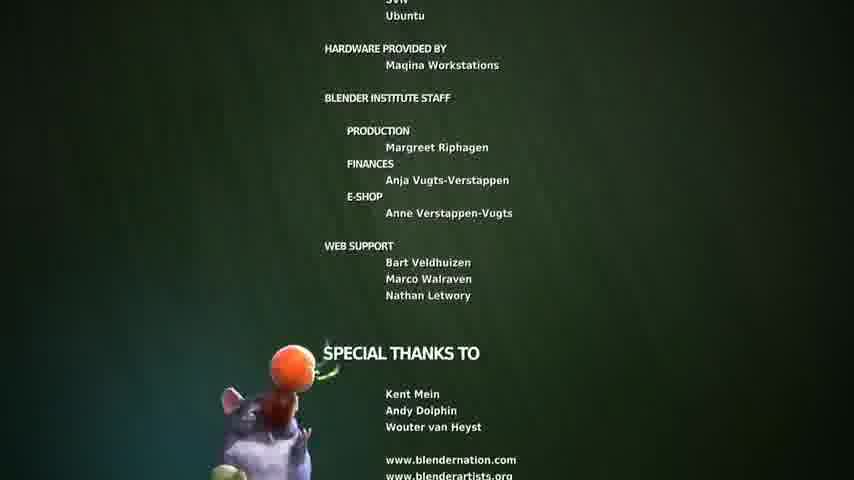 SVN
Ubuntu
HARDWARE PROVIDED BY
Maqina Workstations
BLENDER INSTITUTE STAFF
PRODUCTION
Margreet Riphagen
FINANCES
Anja Vugts-Verstappen
E-SHOP
Anne Verstappen-Vugts
WEB SUPPORT
Bart Veldhuizen
Marco Walraven
Nathan Letwory
SPECIAL THANKS TO
Kent Mein
Andy Dolphin
Wouter van Heyst
www.blendernation.com
www.blenderartists.org